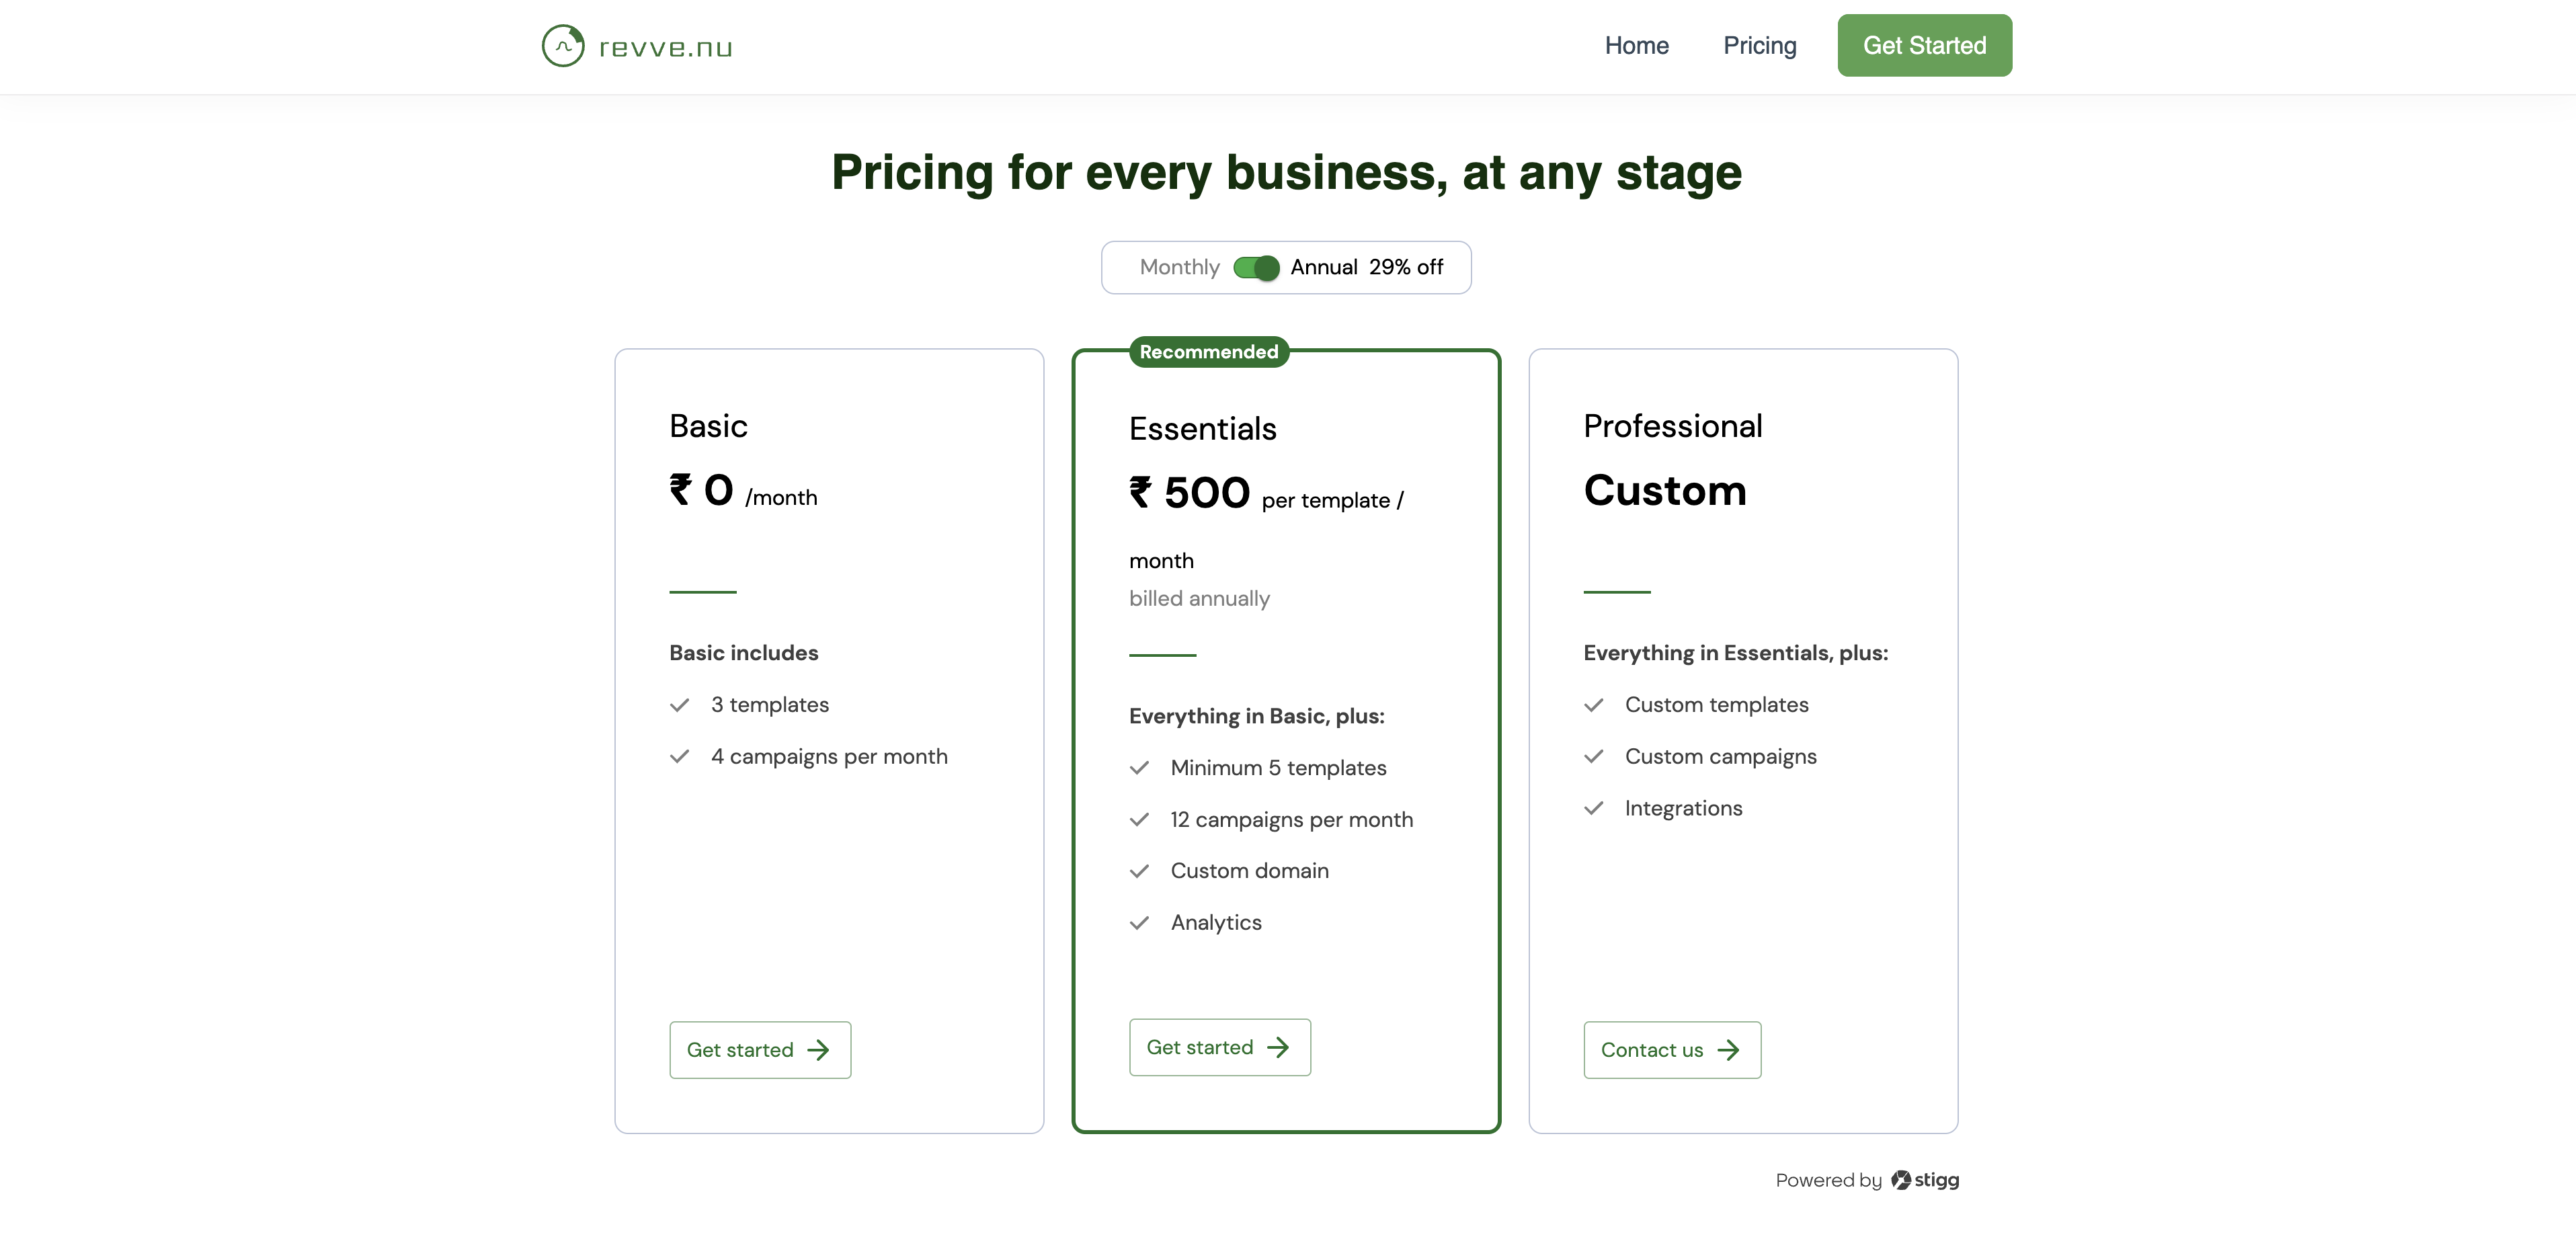 revve.nu
Home Pricing Get Started
Pricing for every business, at any stage
Monthly Annual 29% off
Basic
₹ 0 /month
Basic includes
3 templates
4 campaigns per month
Get started
Recommended
Essentials
₹ 500 per template /
month
billed annually
Everything in Basic, plus:
Minimum 5 templates
12 campaigns per month
Custom domain
Analytics
Get started
Professional
Custom
Everything in Essentials, plus:
Custom templates
Custom campaigns
Integrations
Contact us
Powered by stigg